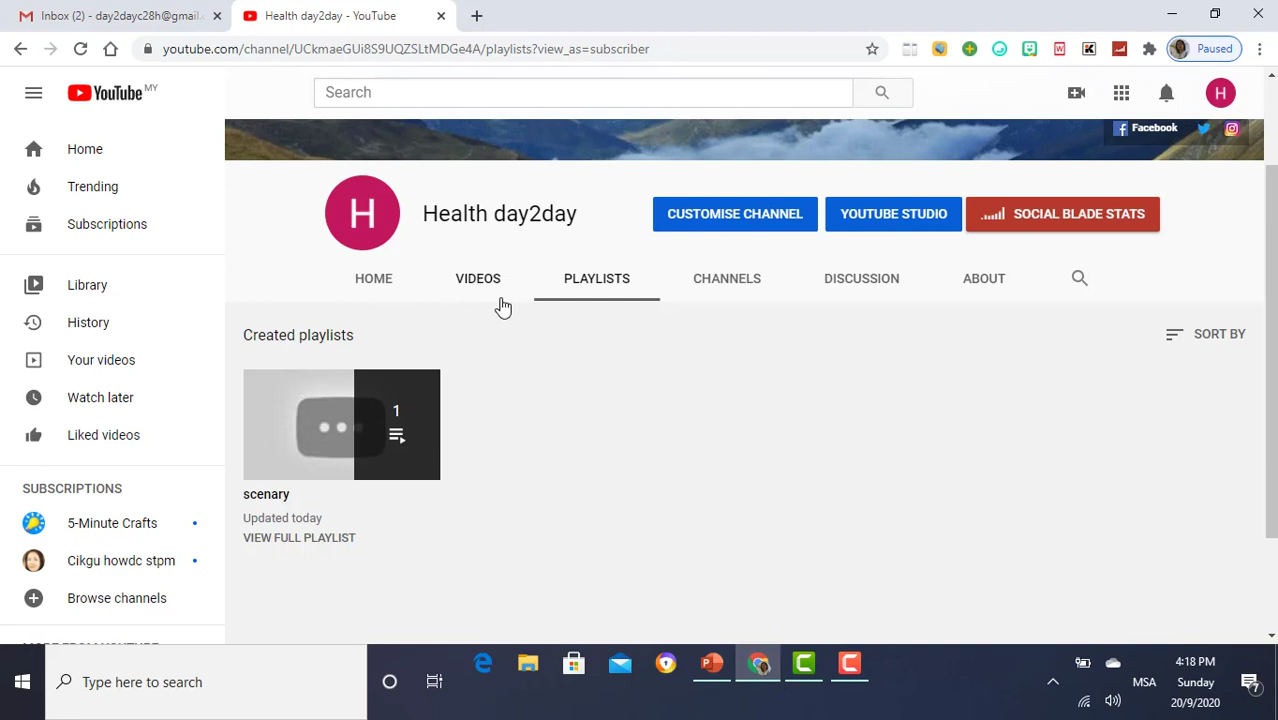 Inbox (2) - day2dayc28h@gmail.c
Health day2day - YouTube
youtube.com/channel/UCkmaeGUi8S9UQZSLtMDGe4A/playlists?view_as=subscriber
Paused
YouTube MY
Search
H
Home
Trending
Subscriptions
Library
History
Your videos
Watch later
Liked videos
SUBSCRIPTIONS
5-Minute Crafts
Cikgu howdc stpm
Browse channels
Facebook
H
Health day2day
CUSTOMISE CHANNEL
YOUTUBE STUDIO
SOCIAL BLADE STATS
HOME
VIDEOS
PLAYLISTS
CHANNELS
DISCUSSION
ABOUT
Created playlists
SORT BY
1
scenary
Updated today
VIEW FULL PLAYLIST
Type here to search
MSA
4:18 PM
Sunday
20/9/2020
7